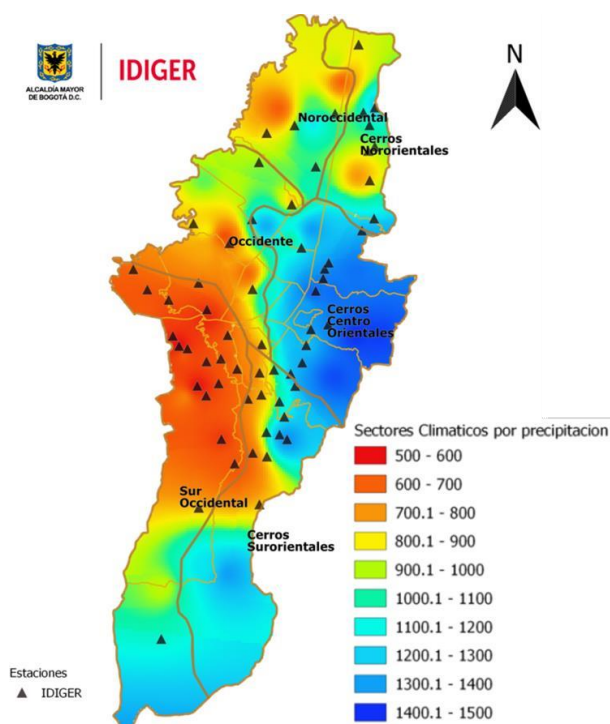 ALCALDÍA MAYOR
DE BOGOTÁ D.C.
IDIGER
N
Noroccidental
Cerros
Nororientales
Occidente
Cerros
Centro
Orientales
Sur
Occidental
Cerros
Surorientales
Sectores Climaticos por precipitacion
500 - 600
600 - 700
700.1 - 800
800.1 - 900
900.1 - 1000
1000.1 - 1100
1100.1 - 1200
1200.1 - 1300
1300.1 - 1400
1400.1 - 1500
Estaciones
IDIGER